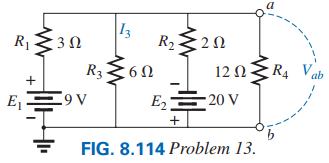 a
I3
R1 3 Ω
R2 2 Ω
R3 6 Ω
12 Ω R4 Vab
+
−
E1 9 V
E2 20 V
+
b
FIG. 8.114 Problem 13.